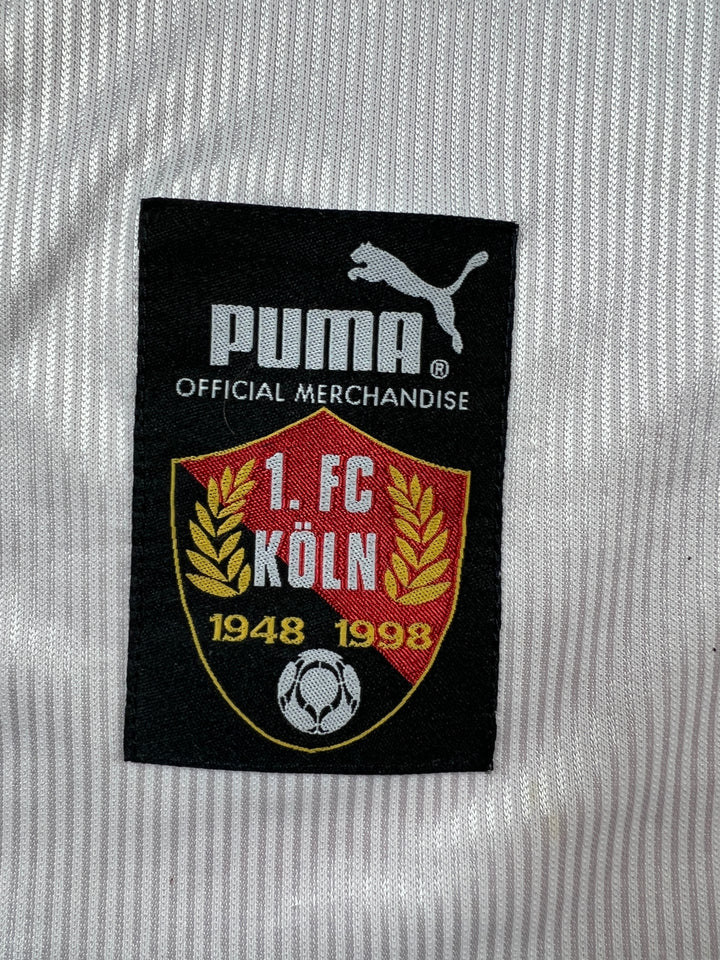 PUMA®
OFFICIAL MERCHANDISE
1. FC
KÖLN
1948 1998